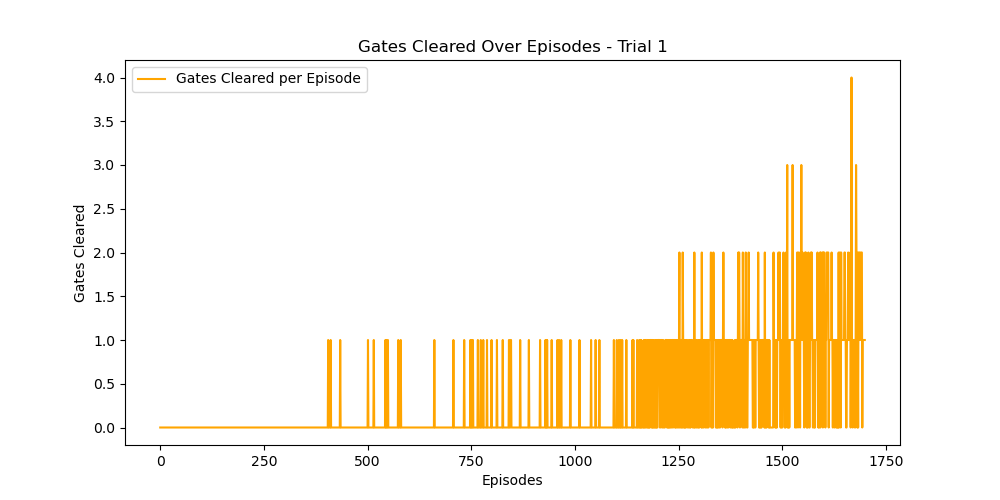 Gates Cleared Over Episodes - Trial 1
Gates Cleared per Episode
4.0
3.5
3.0
2.5
2.0
1.5
1.0
0.5
0.0
Gates Cleared
0 250 500 750 1000 1250 1500 1750
Episodes